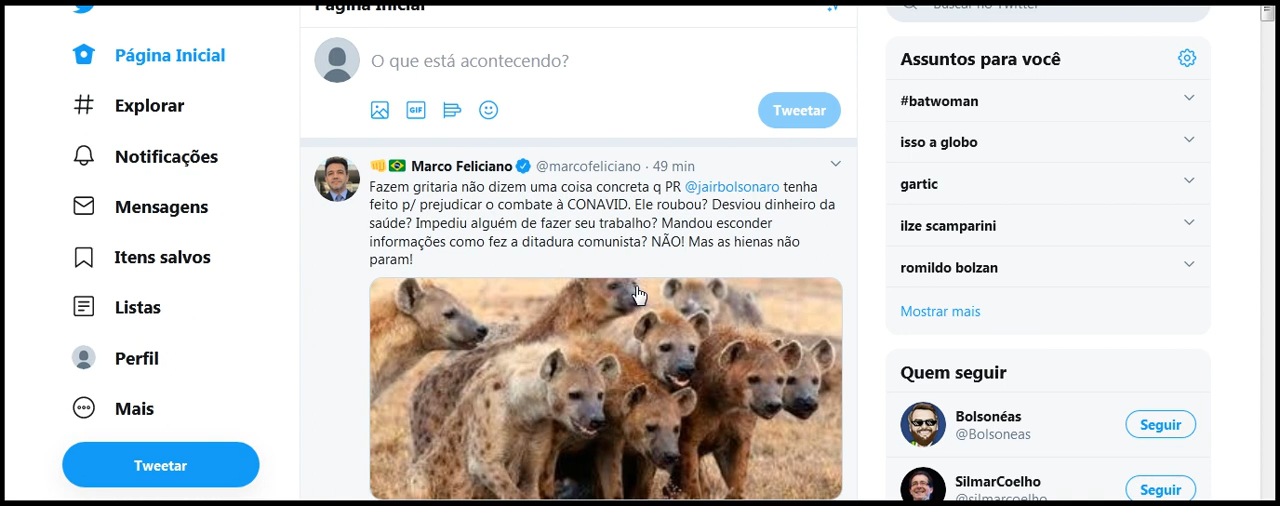 Página Inicial
Explorar
Notificações
Mensagens
Itens salvos
Listas
Perfil
Mais
Tweetar
Página Inicial
O que está acontecendo?
GIF
Tweetar
Marco Feliciano @marcofeliciano · 49 min
Fazem gritaria não dizem uma coisa concreta q PR @jairbolsonaro tenha
feito p/ prejudicar o combate à CONAVID. Ele roubou? Desviou dinheiro da
saúde? Impediu alguém de fazer seu trabalho? Mandou esconder
informações como fez a ditadura comunista? NÃO! Mas as hienas não
param!
Buscar no Twitter
Assuntos para você
#batwoman
isso a globo
gartic
ilze scamparini
romildo bolzan
Mostrar mais
Quem seguir
Bolsonéas
@Bolsoneas
Seguir
SilmarCoelho
@silmarcoelho
Seguir